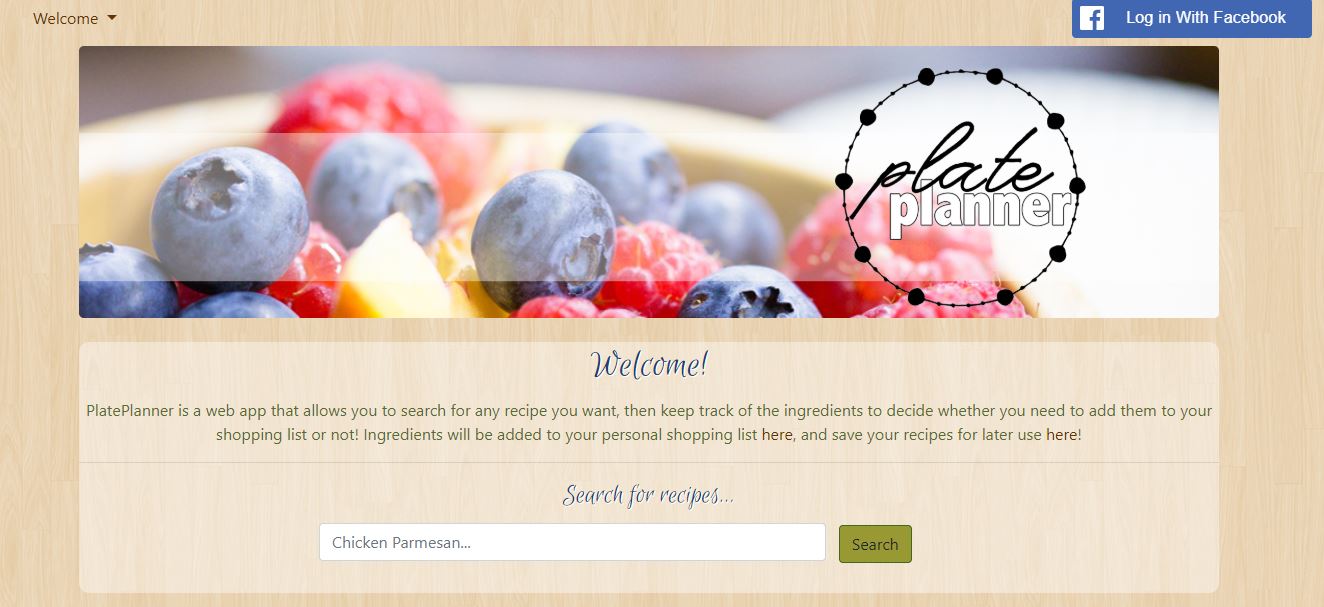 Welcome
Log in With Facebook
plate
planner
Welcome!
PlatePlanner is a web app that allows you to search for any recipe you want, then keep track of the ingredients to decide whether you need to add them to your
shopping list or not! Ingredients will be added to your personal shopping list here, and save your recipes for later use here!
Search for recipes...
Chicken Parmesan...
Search